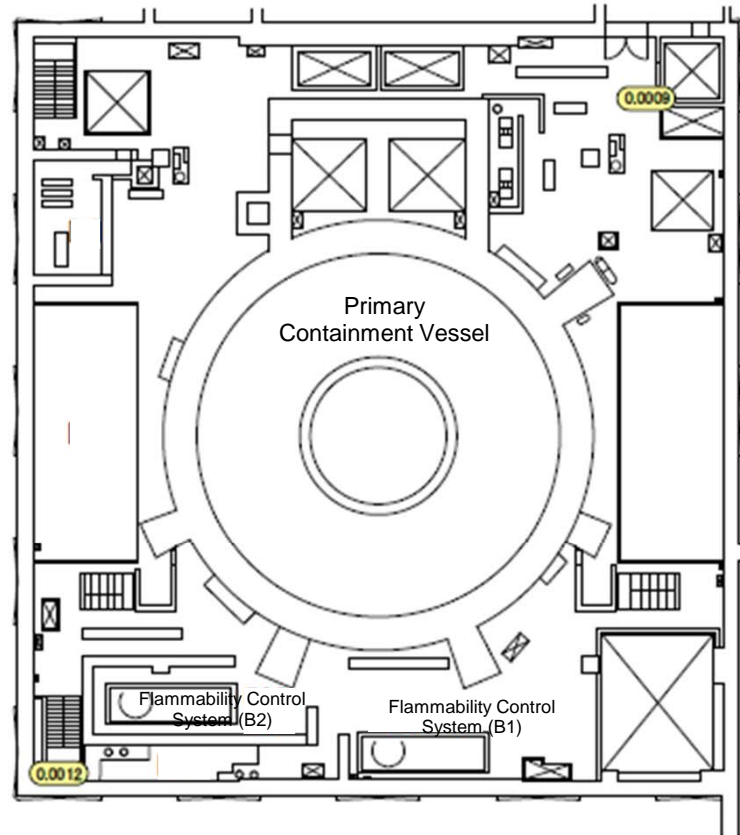 0.0009
Primary
Containment Vessel
Flammability Control
System (B2)
Flammability Control
System (B1)
0.0012